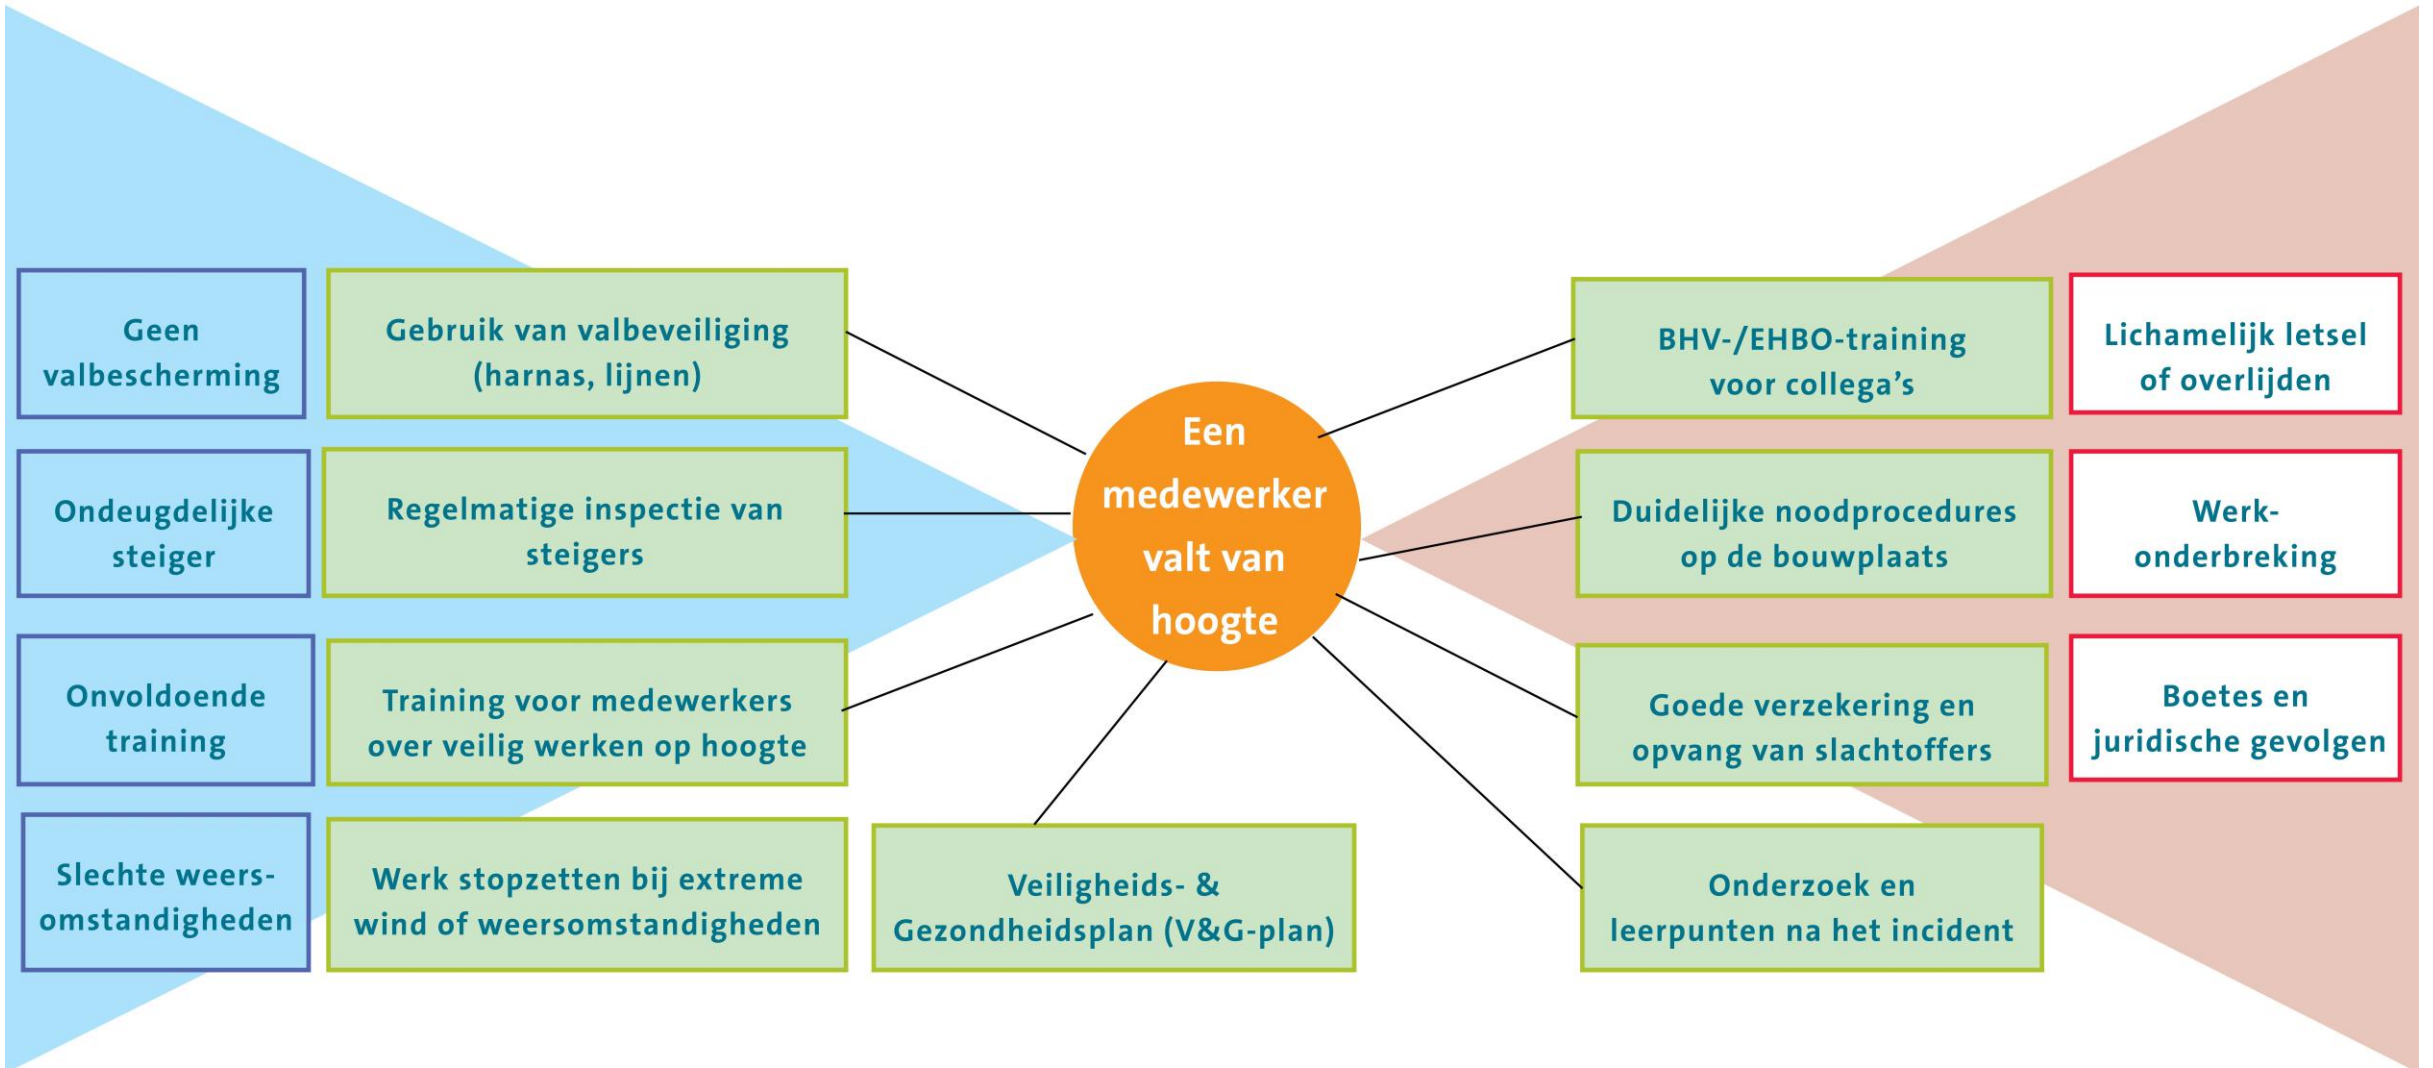 Geen
valbescherming
Gebruik van valbeveiliging
(harnas, lijnen)
Ondeugdelijke
steiger
Regelmatige inspectie van
steigers
Onvoldoende
training
Training voor medewerkers
over veilig werken op hoogte
Slechte weers-
omstandigheden
Werk stopzetten bij extreme
wind of weersomstandigheden
Een
medewerker
valt van
hoogte
Veiligheids- &
Gezondheidsplan (V&G-plan)
BHV-/EHBO-training
voor collega’s
Lichamelijk letsel
of overlijden
Duidelijke noodprocedures
op de bouwplaats
Werk-
onderbreking
Goede verzekering en
opvang van slachtoffers
Boetes en
juridische gevolgen
Onderzoek en
leerpunten na het incident